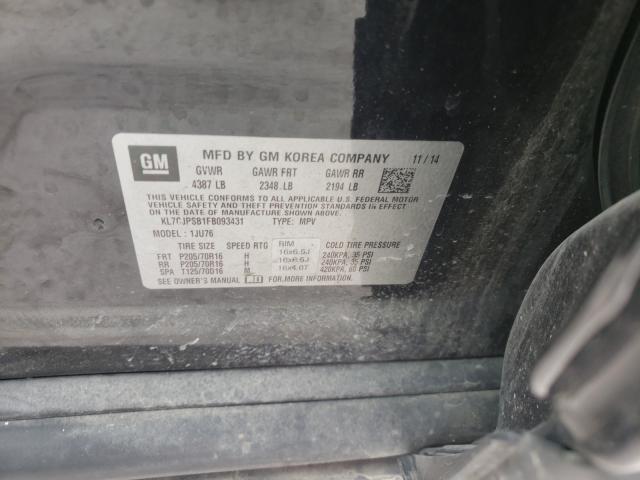 GM
MFD BY GM KOREA COMPANY 11/14
GVWR GAWR FRT GAWR RR
4387 LB 2348 LB 2194 LB
THIS VEHICLE CONFORMS TO ALL APPLICABLE U.S. FEDERAL MOTOR
VEHICLE SAFETY, BUMPER, AND THEFT PREVENTION STANDARDS IN
EFFECT ON THE DATE OF MANUFACTURE SHOWN ABOVE.
KL7CJPSB1FB093431 TYPE: MPV
MODEL: 1JU76
TIRE SIZE SPEED RTG RIM COLD TIRE PRESSURE
FRT P205/70R16 H 16x6.5J 240KPA, 35 PSI
RR P205/70R16 H 16x6.5J 240KPA, 35 PSI
SPA T125/70D16 M 16x4.0T 420KPA, 60 PSI
SEE OWNER'S MANUAL FOR MORE INFORMATION.